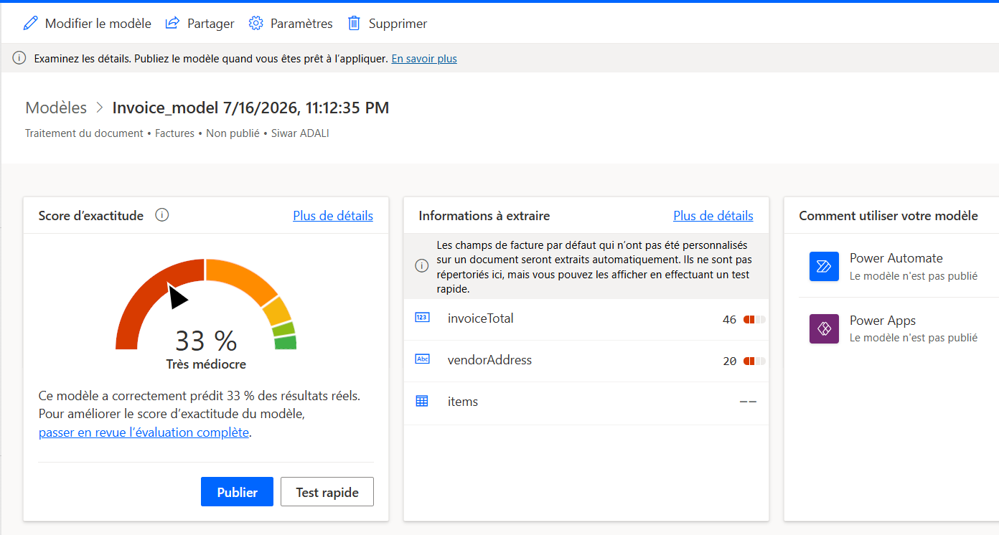 Modifier le modèle Partager Paramètres Supprimer
Examinez les détails. Publiez le modèle quand vous êtes prêt à l’appliquer. En savoir plus
Modèles > Invoice_model 7/16/2026, 11:12:35 PM
Traitement du document • Factures • Non publié • Siwar ADALI
Score d’exactitude Plus de détails
33 %
Très médiocre
Ce modèle a correctement prédit 33 % des résultats réels.
Pour améliorer le score d’exactitude du modèle,
passer en revue l’évaluation complète.
Publier Test rapide
Informations à extraire Plus de détails
Les champs de facture par défaut qui n’ont pas été personnalisés
sur un document seront extraits automatiquement. Ils ne sont pas
répertoriés ici, mais vous pouvez les afficher en effectuant un test
rapide.
123 invoiceTotal 46
Abc vendorAddress 20
items ——
Comment utiliser votre modèle
Power Automate
Le modèle n'est pas publié
Power Apps
Le modèle n'est pas publié